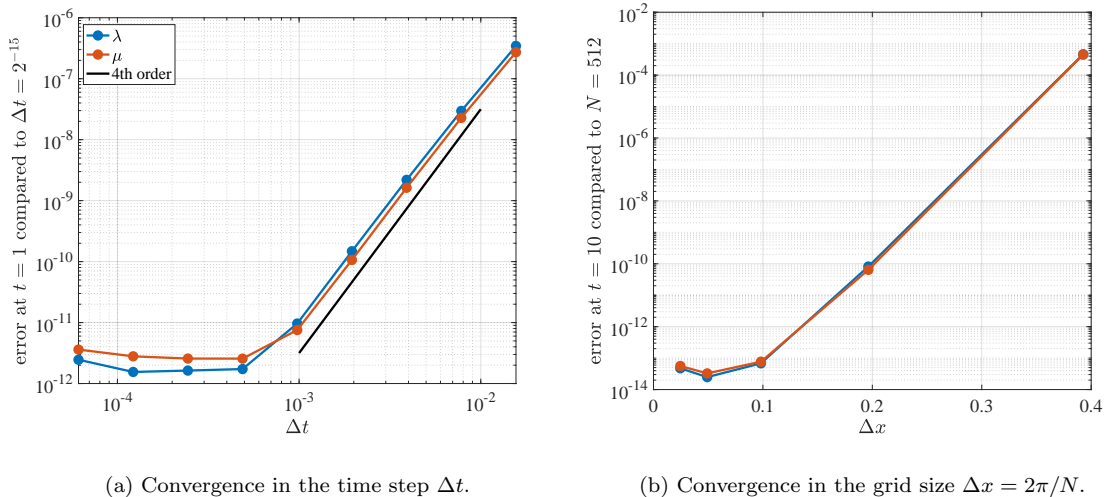 error at t = 1 compared to Δt = 2⁻¹⁵
10⁻⁶
10⁻⁷
10⁻⁸
10⁻⁹
10⁻¹⁰
10⁻¹¹
10⁻¹²
λ
μ
4th order
10⁻⁴
10⁻³
10⁻²
Δt
(a) Convergence in the time step Δt.
error at t = 10 compared to N = 512
10⁻²
10⁻⁴
10⁻⁶
10⁻⁸
10⁻¹⁰
10⁻¹²
10⁻¹⁴
0
0.1
0.2
0.3
0.4
Δx
(b) Convergence in the grid size Δx = 2π/N.